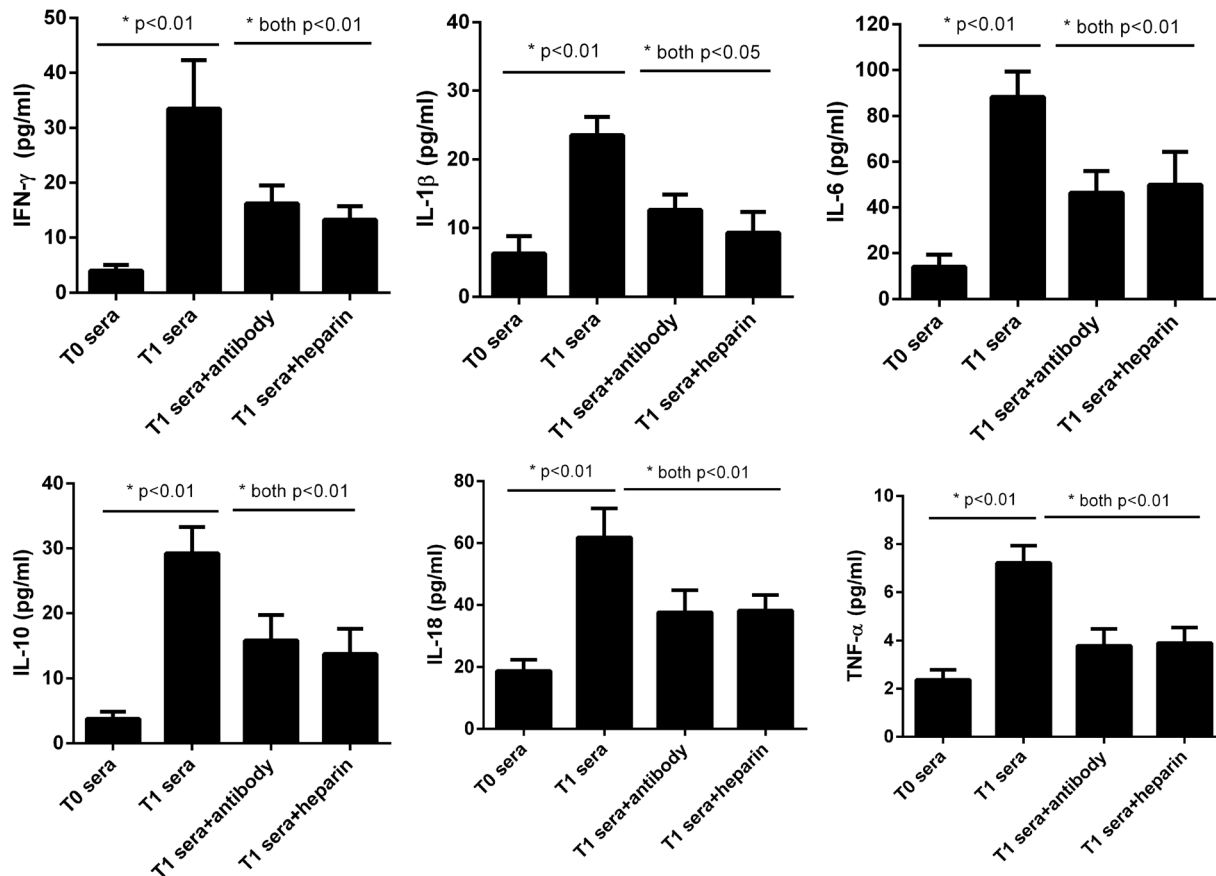 * p<0.01
* both p<0.01
IFN-γ (pg/ml)
50
40
30
20
10
0
T0 sera
T1 sera
T1 sera+antibody
T1 sera+heparin
* p<0.01
* both p<0.05
IL-1β (pg/ml)
40
30
20
10
0
T0 sera
T1 sera
T1 sera+antibody
T1 sera+heparin
* p<0.01
* both p<0.01
IL-6 (pg/ml)
120
100
80
60
40
20
0
T0 sera
T1 sera
T1 sera+antibody
T1 sera+heparin
* p<0.01
* both p<0.01
IL-10 (pg/ml)
40
30
20
10
0
T0 sera
T1 sera
T1 sera+antibody
T1 sera+heparin
* p<0.01
* both p<0.01
IL-18 (pg/ml)
80
60
40
20
0
T0 sera
T1 sera
T1 sera+antibody
T1 sera+heparin
* p<0.01
* both p<0.01
TNF-α (pg/ml)
8
6
4
2
0
T0 sera
T1 sera
T1 sera+antibody
T1 sera+heparin